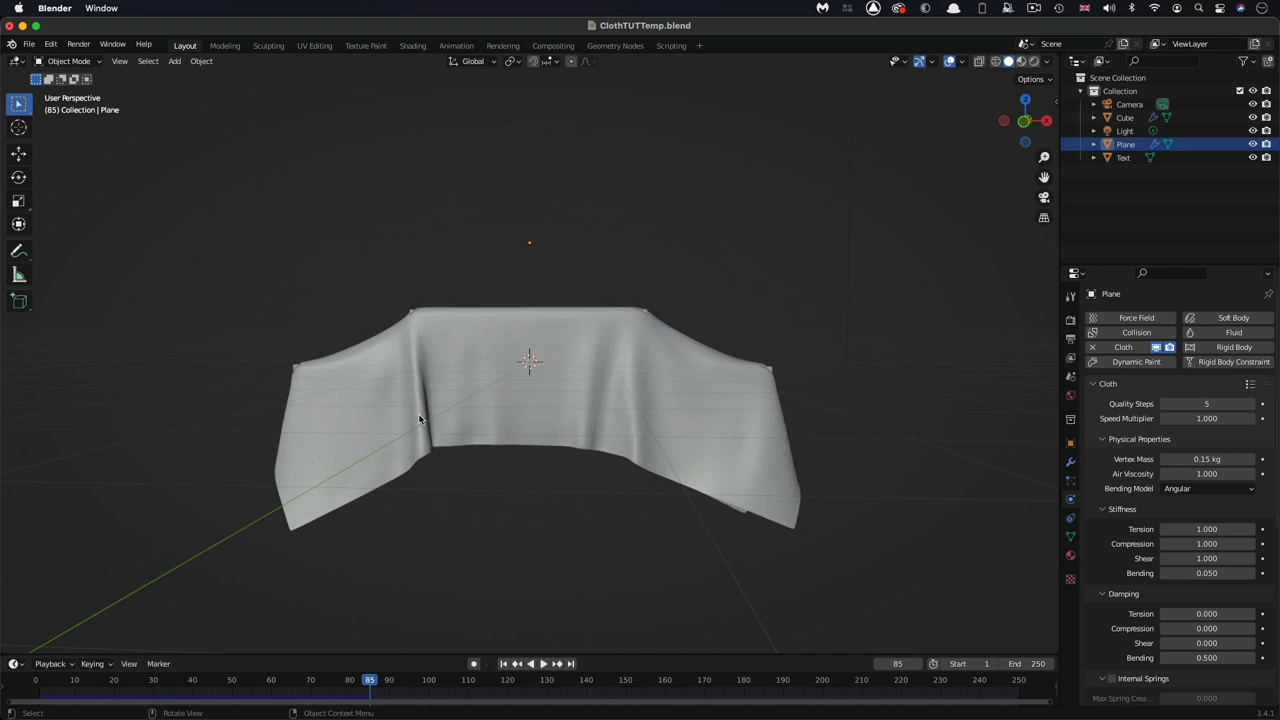 Blender Window
ClothTUTTemp.blend
File Edit Render Window Help Layout Modeling Sculpting UV Editing Texture Paint Shading Animation Rendering Compositing Geometry Nodes Scripting + Scene ViewLayer
Object Mode View Select Add Object Global
Options
User Perspective
(85) Collection | Plane
Scene Collection
Collection
Camera
Cube
Light
Plane
Text
Z
X
Plane
Force Field Soft Body
Collision Fluid
Cloth Rigid Body
Dynamic Paint Rigid Body Constraint
Cloth
Quality Steps 5
Speed Multiplier 1.000
Physical Properties
Vertex Mass 0.15 kg
Air Viscosity 1.000
Bending Model Angular
Stiffness
Tension 1.000
Compression 1.000
Shear 1.000
Bending 0.050
Damping
Tension 0.000
Compression 0.000
Shear 0.000
Bending 0.500
Internal Springs
Max Spring Crea... 0.000
Playback Keying View Marker 85 Start 1 End 250
0 10 20 30 40 50 60 70 85 90 100 110 120 130 140 150 160 170 180 190 200 210 220 230 240 250
Select Rotate View Object Context Menu 3.4.1